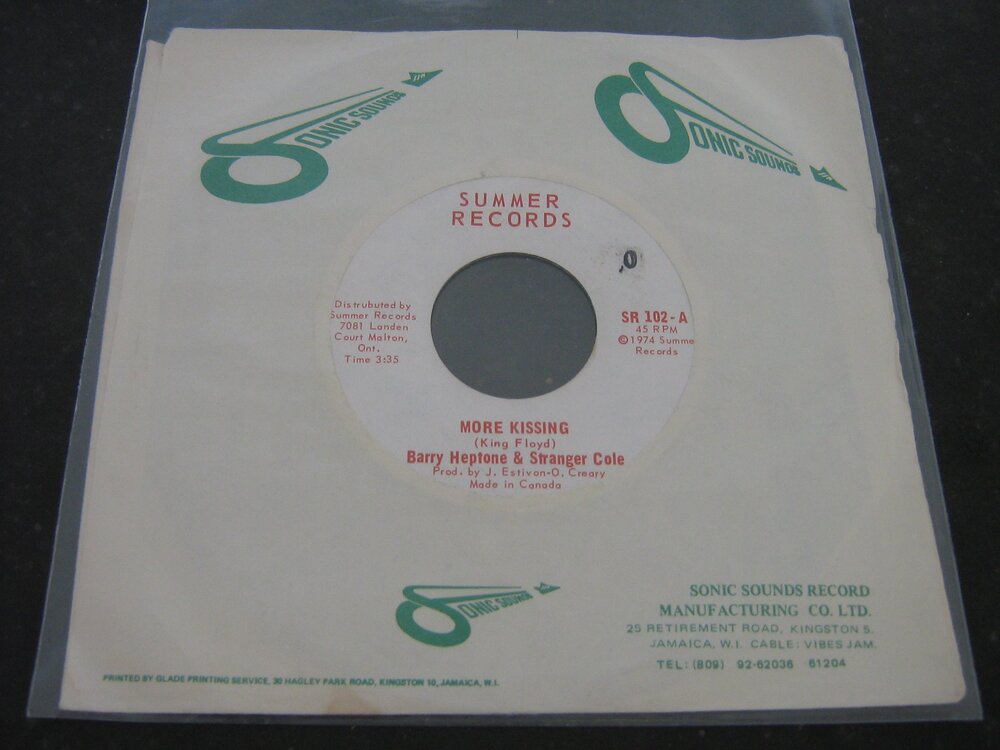 SONIC SOUNDS
SONIC SOUNDS
SUMMER
RECORDS
Distrubuted by
Summer Records
7081 Landen
Court Malton,
Ont.
Time 3:35
SR 102-A
45 RPM
©1974 Summe
Records
MORE KISSING
(King Floyd)
Barry Heptone & Stranger Cole
Prod. by J. Estivon-O. Creary
Made in Canada
SONIC SOUNDS
SONIC SOUNDS RECORD
MANUFACTURING CO. LTD.
25 RETIREMENT ROAD, KINGSTON 5.
JAMAICA, W.I. CABLE: VIBES JAM.
TEL: (809) 92-62036 61204
PRINTED BY GLADE PRINTING SERVICE, 30 HAGLEY PARK ROAD, KINGSTON 10, JAMAICA, W.I.